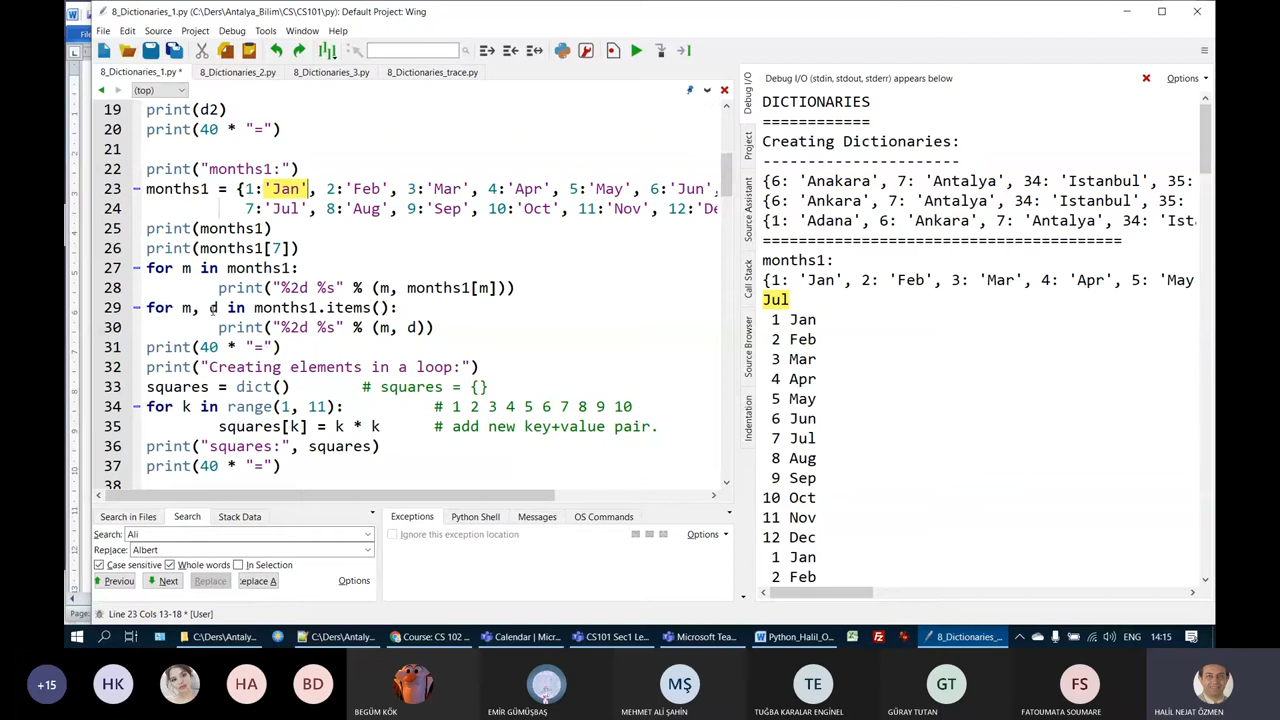 8_Dictionaries_1.py (C:\Ders\Antalya_Bilim\CS\CS101\py): Default Project: Wing
File Edit Source Project Debug Tools Window Help
8_Dictionaries_1.py * 8_Dictionaries_2.py 8_Dictionaries_3.py 8_Dictionaries_trace.py
(top)
19 print(d2)
20 print(40 * "=")
21
22 print("months1:")
23 months1 = {1:'Jan', 2:'Feb', 3:'Mar', 4:'Apr', 5:'May', 6:'Jun',
24 7:'Jul', 8:'Aug', 9:'Sep', 10:'Oct', 11:'Nov', 12:'De
25 print(months1)
26 print(months1[7])
27 for m in months1:
28 print("%2d %s" % (m, months1[m]))
29 for m, d in months1.items():
30 print("%2d %s" % (m, d))
31 print(40 * "=")
32 print("Creating elements in a loop:")
33 squares = dict() # squares = {}
34 for k in range(1, 11): # 1 2 3 4 5 6 7 8 9 10
35 squares[k] = k * k # add new key+value pair.
36 print("squares:", squares)
37 print(40 * "=")
38
Search in Files Search Stack Data
Search: Ali
Replace: Albert
Case sensitive Whole words In Selection
Previou Next Replace eplace A Options
Exceptions Python Shell Messages OS Commands
Ignore this exception location Options
Line 23 Cols 13-18 * [User]
Debug I/O
Project
Source Assistant
Call Stack
Source Browser
Indentation
Debug I/O (stdin, stdout, stderr) appears below Options
DICTIONARIES
============
Creating Dictionaries:
----------------------
{6: 'Anakara', 7: 'Antalya', 34: 'Istanbul', 35:
{6: 'Ankara', 7: 'Antalya', 34: 'Istanbul', 35:
{1: 'Adana', 6: 'Ankara', 7: 'Antalya', 34: 'Ist
========================================
months1:
{1: 'Jan', 2: 'Feb', 3: 'Mar', 4: 'Apr', 5: 'May
Jul
1 Jan
2 Feb
3 Mar
4 Apr
5 May
6 Jun
7 Jul
8 Aug
9 Sep
10 Oct
11 Nov
12 Dec
1 Jan
2 Feb
C:\Ders\Antaly... C:\Ders\Antaly... Course: CS 102 ... Calendar | Micr... CS101 Sec1 Le... Microsoft Tea... Python_Halil_O... 8_Dictionaries_... ENG 14:15
+15 HK HA BD MŞ TE GT FS
BEGÜM KÖK EMİR GÜMÜŞBAŞ MEHMET ALİ ŞAHİN TUĞBA KARALAR ENGİNEL GÜRAY TUTAN FATOUMATA SOUMARE HALİL NEJAT ÖZMEN